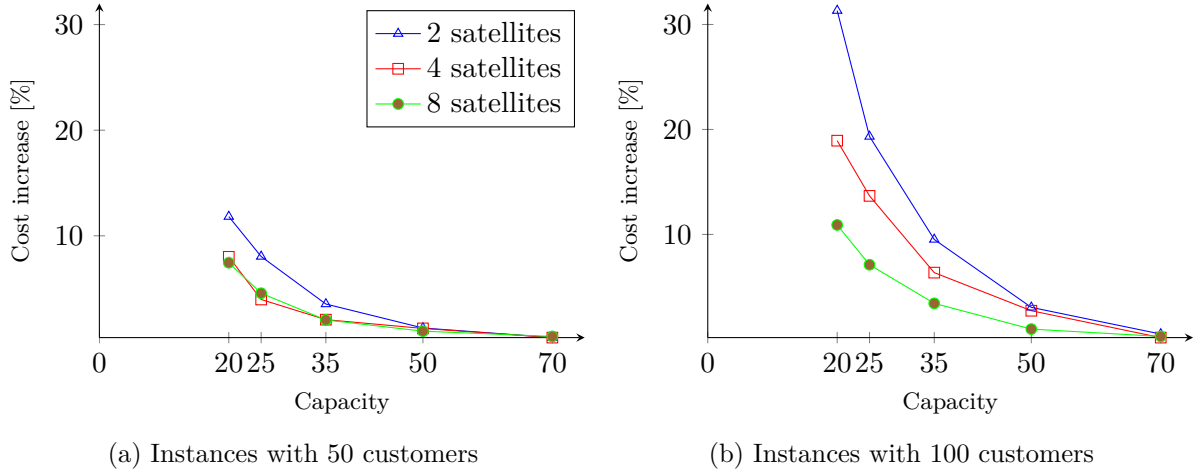 30
20
10
Cost increase [%]
0
20
25
35
50
70
Capacity
2 satellites
4 satellites
8 satellites
(a) Instances with 50 customers
30
20
10
Cost increase [%]
0
20
25
35
50
70
Capacity
(b) Instances with 100 customers